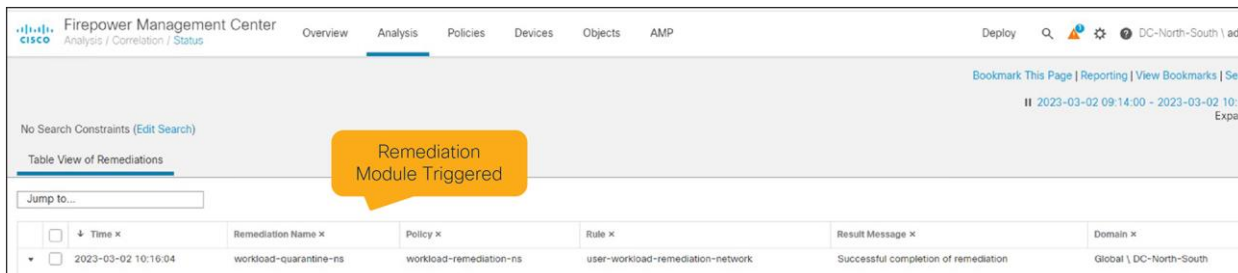 CISCO
Firepower Management Center
Analysis / Correlation / Status
Overview Analysis Policies Devices Objects AMP Deploy DC-North-South \ ad
Bookmark This Page | Reporting | View Bookmarks | Se
2023-03-02 09:14:00 - 2023-03-02 10:
Expa
No Search Constraints (Edit Search)
Table View of Remediations
Remediation
Module Triggered
Jump to...
Time × Remediation Name × Policy × Rule × Result Message × Domain ×
2023-03-02 10:16:04 workload-quarantine-ns workload-remediation-ns user-workload-remediation-network Successful completion of remediation Global \ DC-North-South